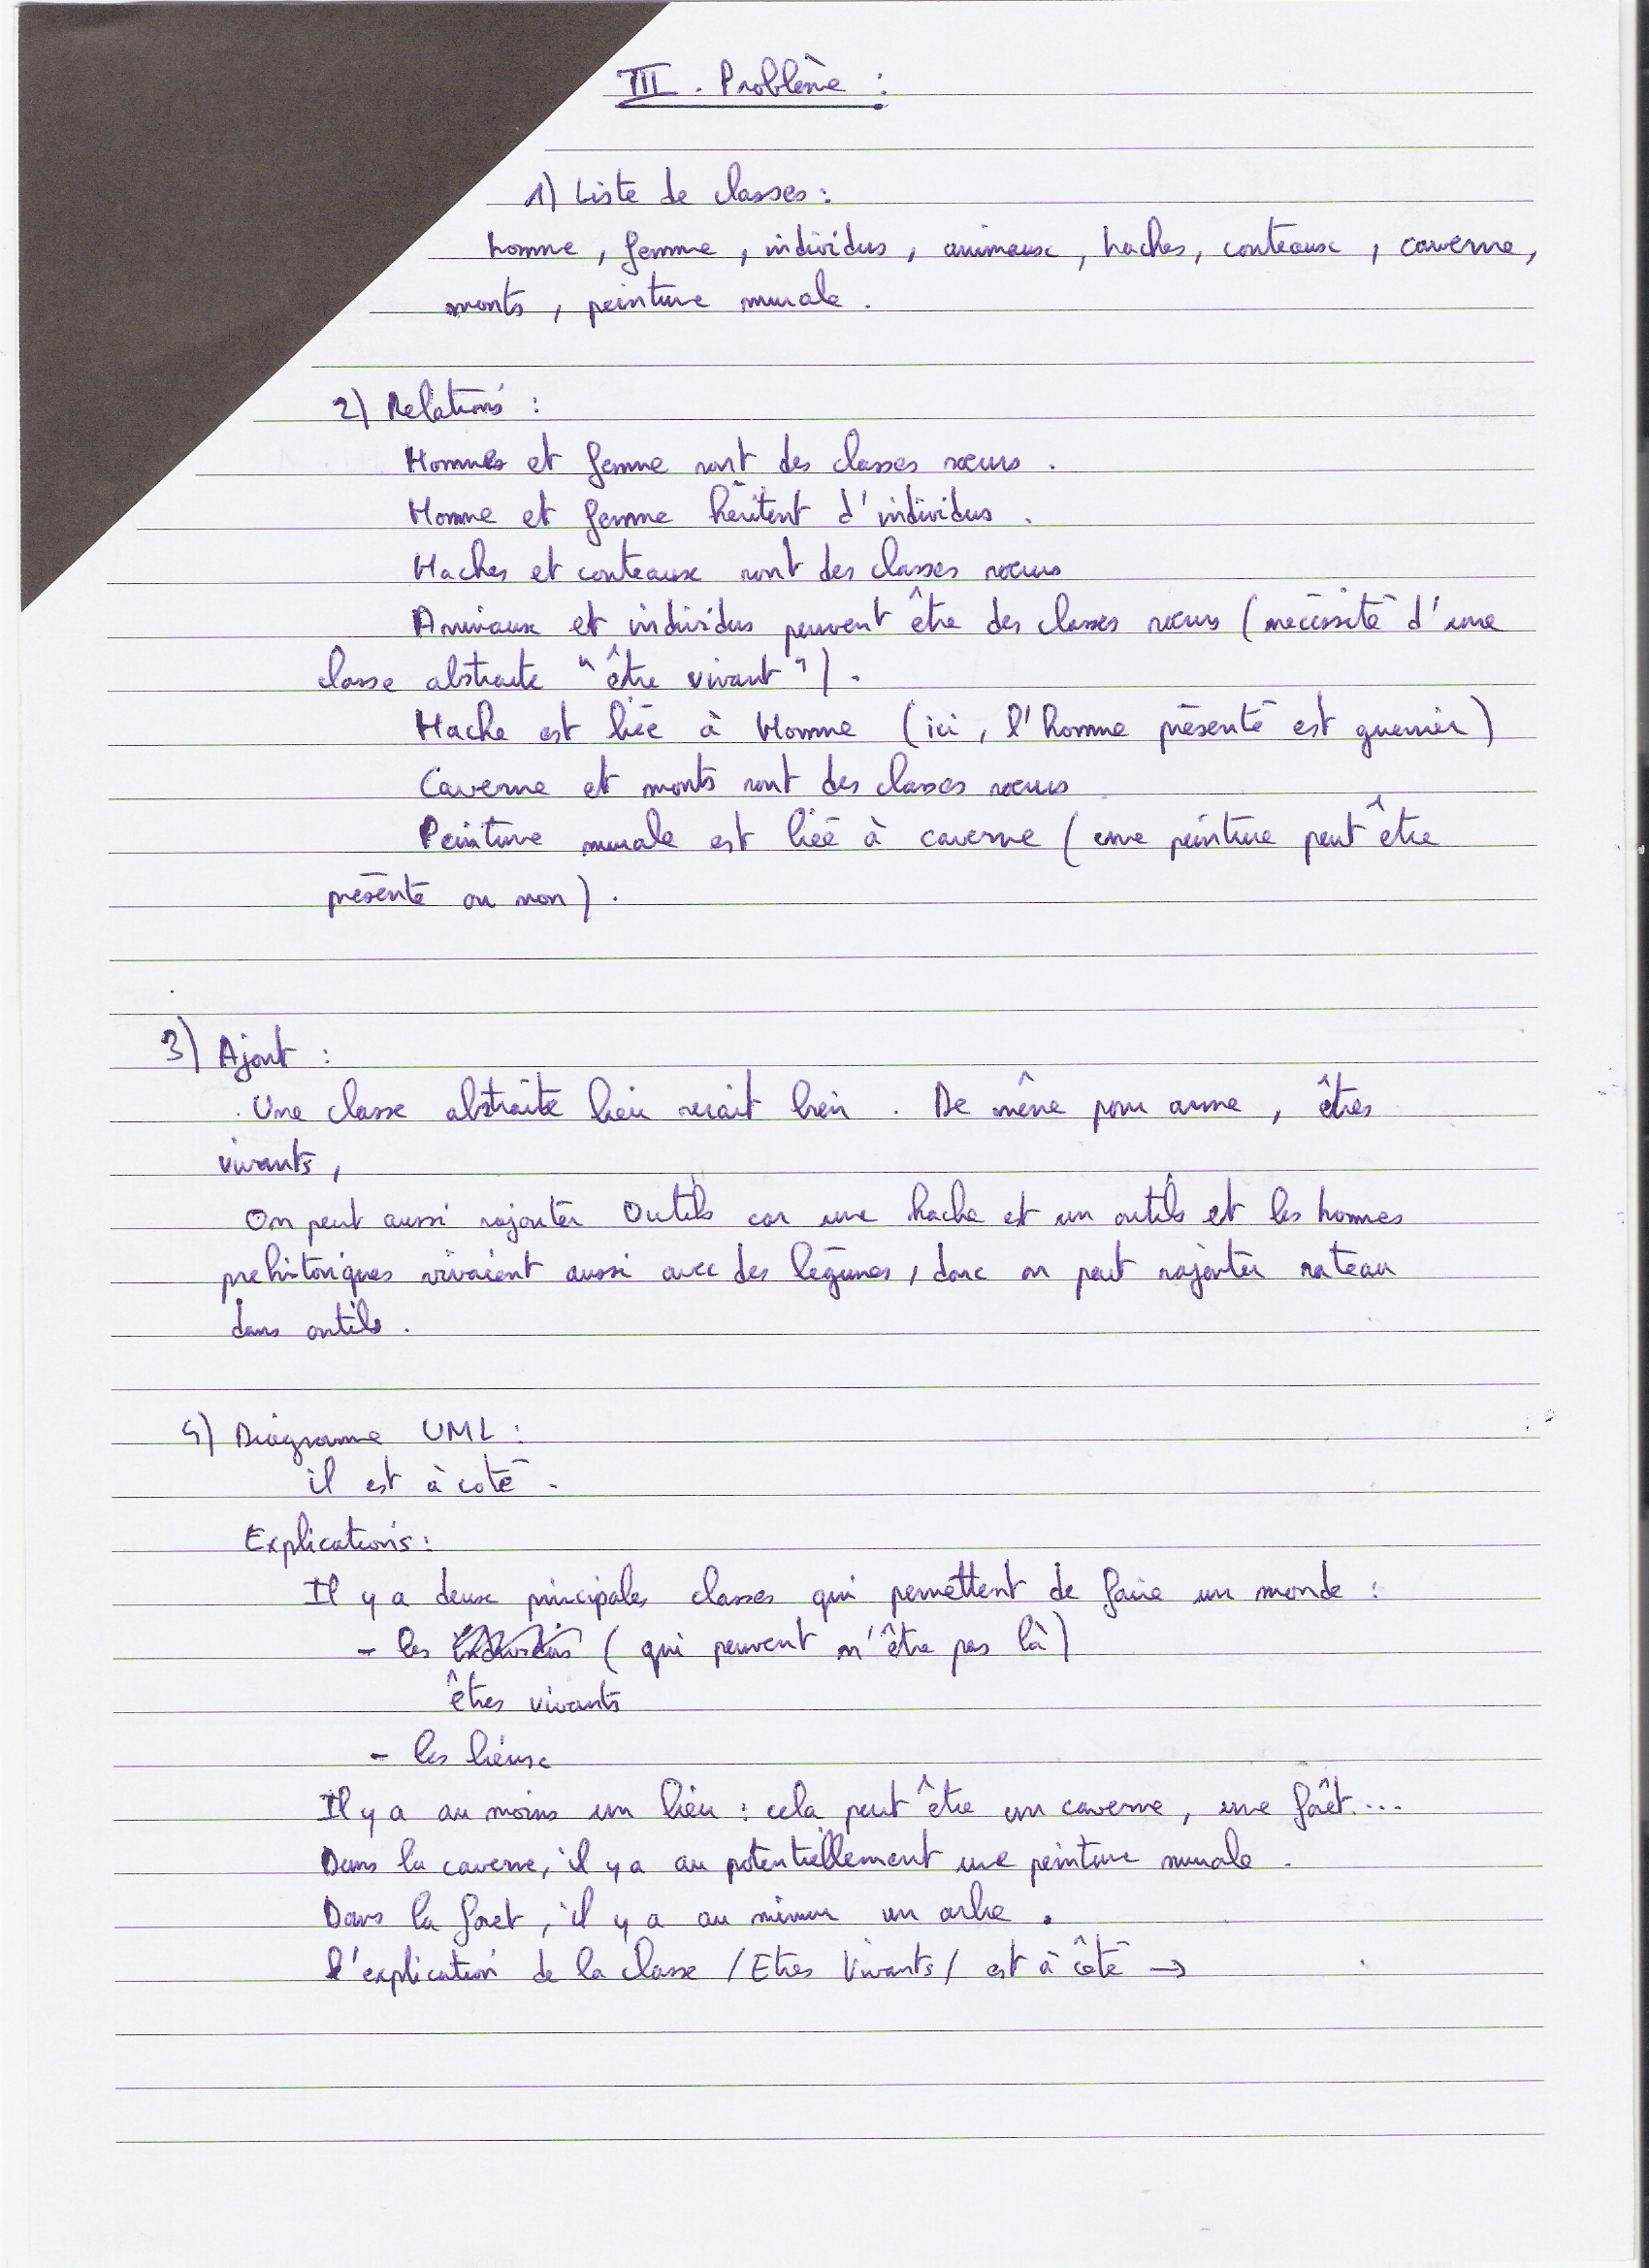 III. Problème :
1) Liste de classes :
homme, femme, individus, animaux, haches, couteaux, caverne,
monts, peinture murale.
2) Relations :
Hommes et femme sont des classes sœurs.
Homme et femme héritent d'individus.
Haches et couteaux sont des classes sœurs
Animaux et individus peuvent être des classes sœurs (nécéssité d'une
classe abstraite "être vivant").
Hache est liée à Homme (ici, l'homme présenté est guerrier)
Caverne et monts sont des classes sœurs
Peinture murale est liée à caverne (une peinture peut être
présente ou non).
3) Ajout :
Une classe abstraite lieu serait bien. De même pour arme, êtres
vivants,
On peut aussi rajouter Outils car une hache est un outils et les hommes
préhistoriques vivaient aussi avec des légumes, donc on peut rajouter rateau
dans outils.
4) Diagramme UML :
il est à coté.
Explications :
Il y a deux principales classes qui permettent de faire un monde :
- les (qui peuvent n'être pas là)
êtres vivants
- les lieux
Il y a au moins un lieu : cela peut être un caverne, une forêt...
Dans la caverne, il y a au potentiellement une peinture murale.
Dans la foret, il y a au minum un arbre.
L'explication de la classe /Etres Vivants/ est à côté →